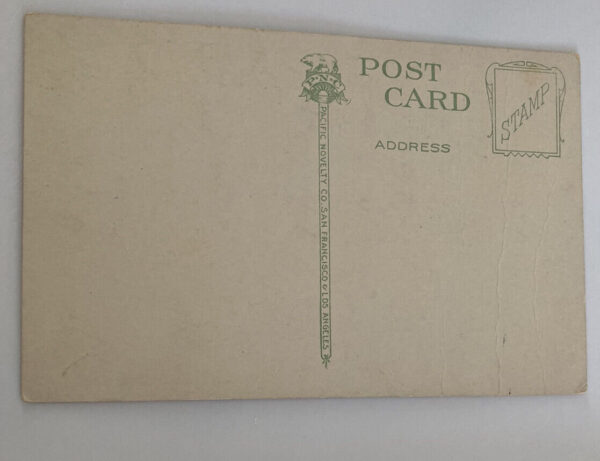 P.N.C.
POST
CARD
STAMP
ADDRESS
PACIFIC NOVELTY CO. SAN FRANCISCO & LOS ANGELES.